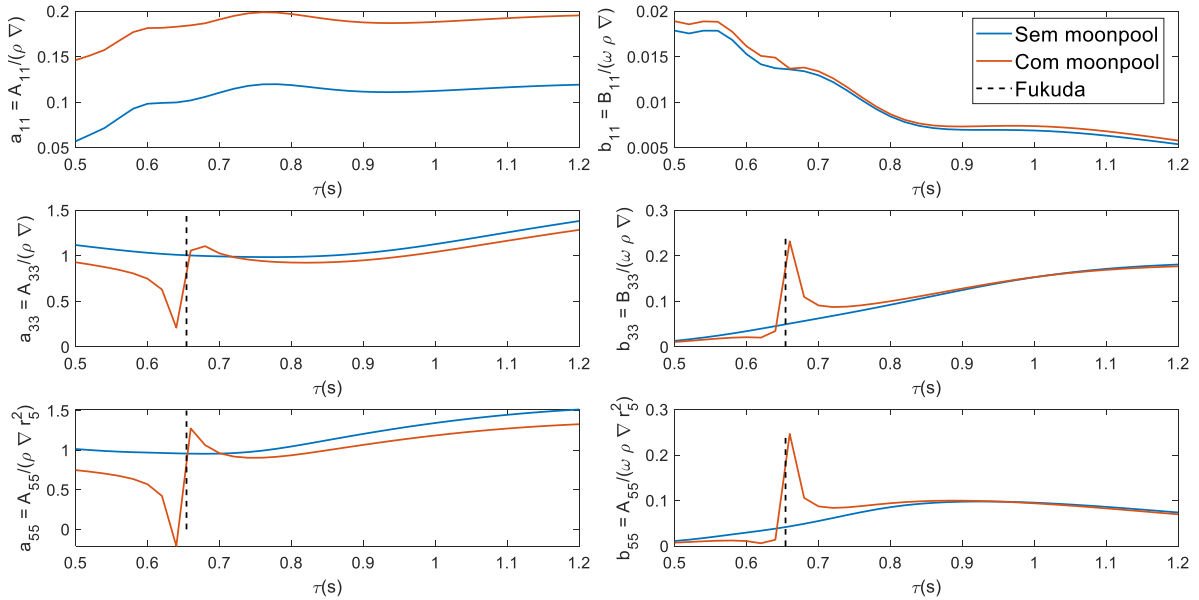 a₁₁ = A₁₁/(ρ ∇)
0.2
0.15
0.1
0.05
0.5 0.6 0.7 0.8 0.9 1 1.1 1.2
τ(s)
b₁₁ = B₁₁/(ω ρ ∇)
0.02
0.015
0.01
0.005
0.5 0.6 0.7 0.8 0.9 1 1.1 1.2
τ(s)
Sem moonpool
Com moonpool
Fukuda
a₃₃ = A₃₃/(ρ ∇)
1.5
1
0.5
0
0.5 0.6 0.7 0.8 0.9 1 1.1 1.2
τ(s)
b₃₃ = B₃₃/(ω ρ ∇)
0.3
0.2
0.1
0
0.5 0.6 0.7 0.8 0.9 1 1.1 1.2
τ(s)
a₅₅ = A₅₅/(ρ ∇ r₅²)
1.5
1
0.5
0
0.5 0.6 0.7 0.8 0.9 1 1.1 1.2
τ(s)
b₅₅ = A₅₅/(ω ρ ∇ r₅²)
0.3
0.2
0.1
0
0.5 0.6 0.7 0.8 0.9 1 1.1 1.2
τ(s)